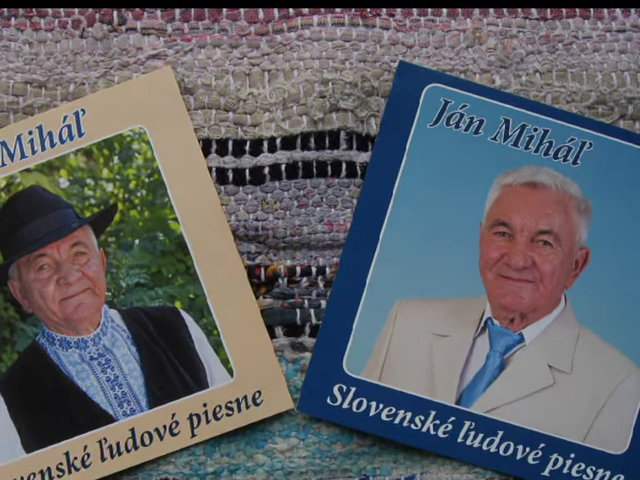 Miháľ
venské ľudové piesne
Ján Miháľ
Slovenské ľudové piesne